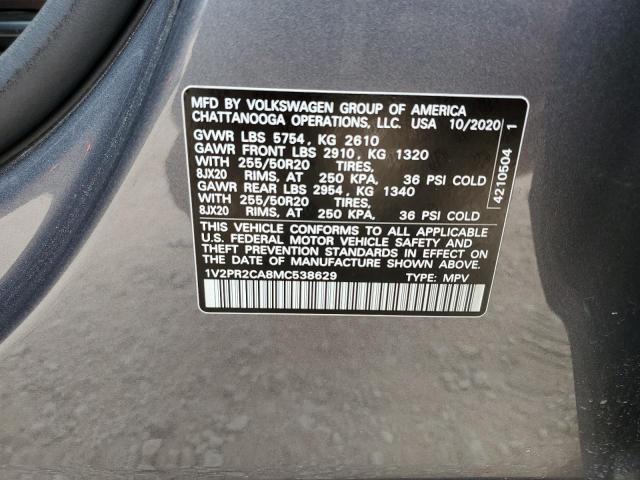 MFD BY VOLKSWAGEN GROUP OF AMERICA
CHATTANOOGA OPERATIONS, LLC. USA 10/2020
GVWR LBS 5754, KG 2610
GAWR FRONT LBS 2910, KG 1320
WITH 255/50R20 TIRES,
8JX20 RIMS, AT 250 KPA, 36 PSI COLD
GAWR REAR LBS 2954, KG 1340
WITH 255/50R20 TIRES,
8JX20 RIMS, AT 250 KPA, 36 PSI COLD
THIS VEHICLE CONFORMS TO ALL APPLICABLE
U.S. FEDERAL MOTOR VEHICLE SAFETY AND
THEFT PREVENTION STANDARDS IN EFFECT ON
THE DATE OF MANUFACTURE SHOWN ABOVE.
1V2PR2CA8MC538629 TYPE: MPV
4210504 1